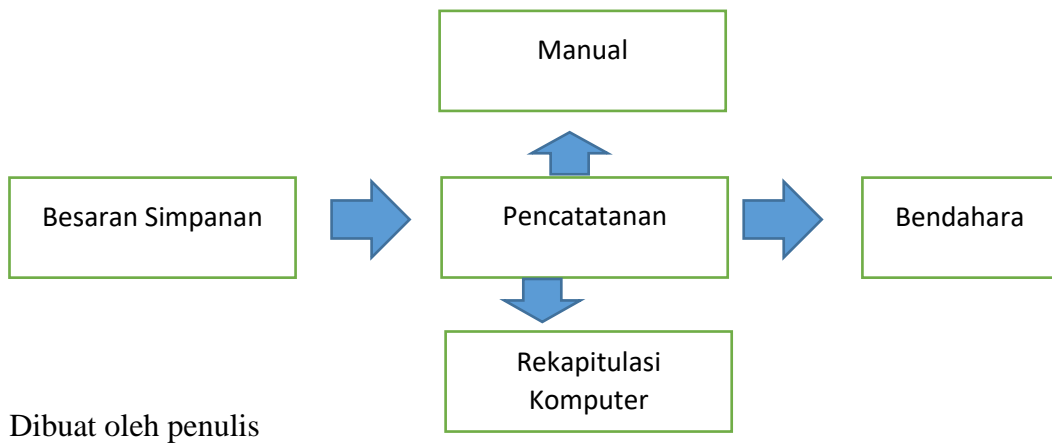 Manual
Besaran Simpanan
Pencatatanan
Bendahara
Rekapitulasi
Komputer
Dibuat oleh penulis